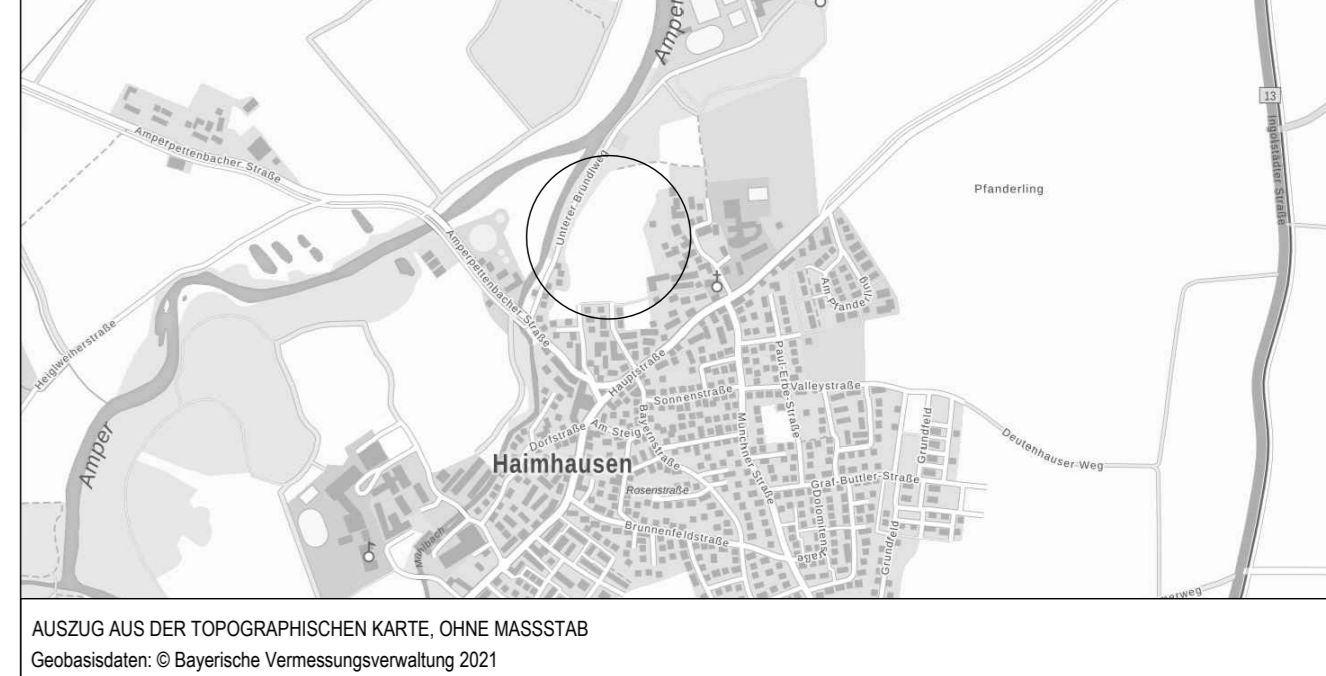 Amper
13
Ingolstädter Straße
Amperpettenbacher Straße
Unterer Bründlweg
Pfanderling
Amperpettenbacher Straße
Am Pfanderling
Heiglweiherstraße
Hauptstraße
Paul-Erbe-Straße
Valleystraße
Sonnenstraße
Bayernstraße
Münchner Straße
Grundfeld
Amper
Dorfstraße
Am Steig
Deutenhauser Weg
Haimhausen
Graf-Buttler-Straße
Rosenstraße
Dolomitenstraße
Brunnenfeldstraße
Mühlbach
Grundfeld
AUSZUG AUS DER TOPOGRAPHISCHEN KARTE, OHNE MASSSTAB
Geobasisdaten: © Bayerische Vermessungsverwaltung 2021